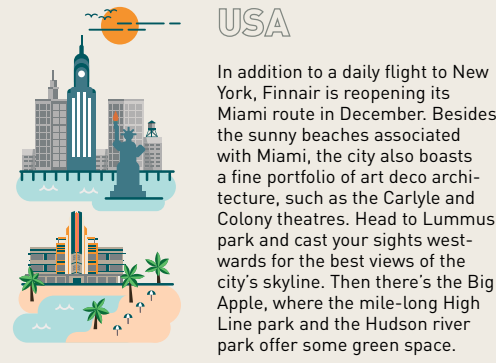 USA
In addition to a daily flight to New
York, Finnair is reopening its
Miami route in December. Besides
the sunny beaches associated
with Miami, the city also boasts
a fine portfolio of art deco archi-
tecture, such as the Carlyle and
Colony theatres. Head to Lummus
park and cast your sights west-
wards for the best views of the
city's skyline. Then there's the Big
Apple, where the mile-long High
Line park and the Hudson river
park offer some green space.